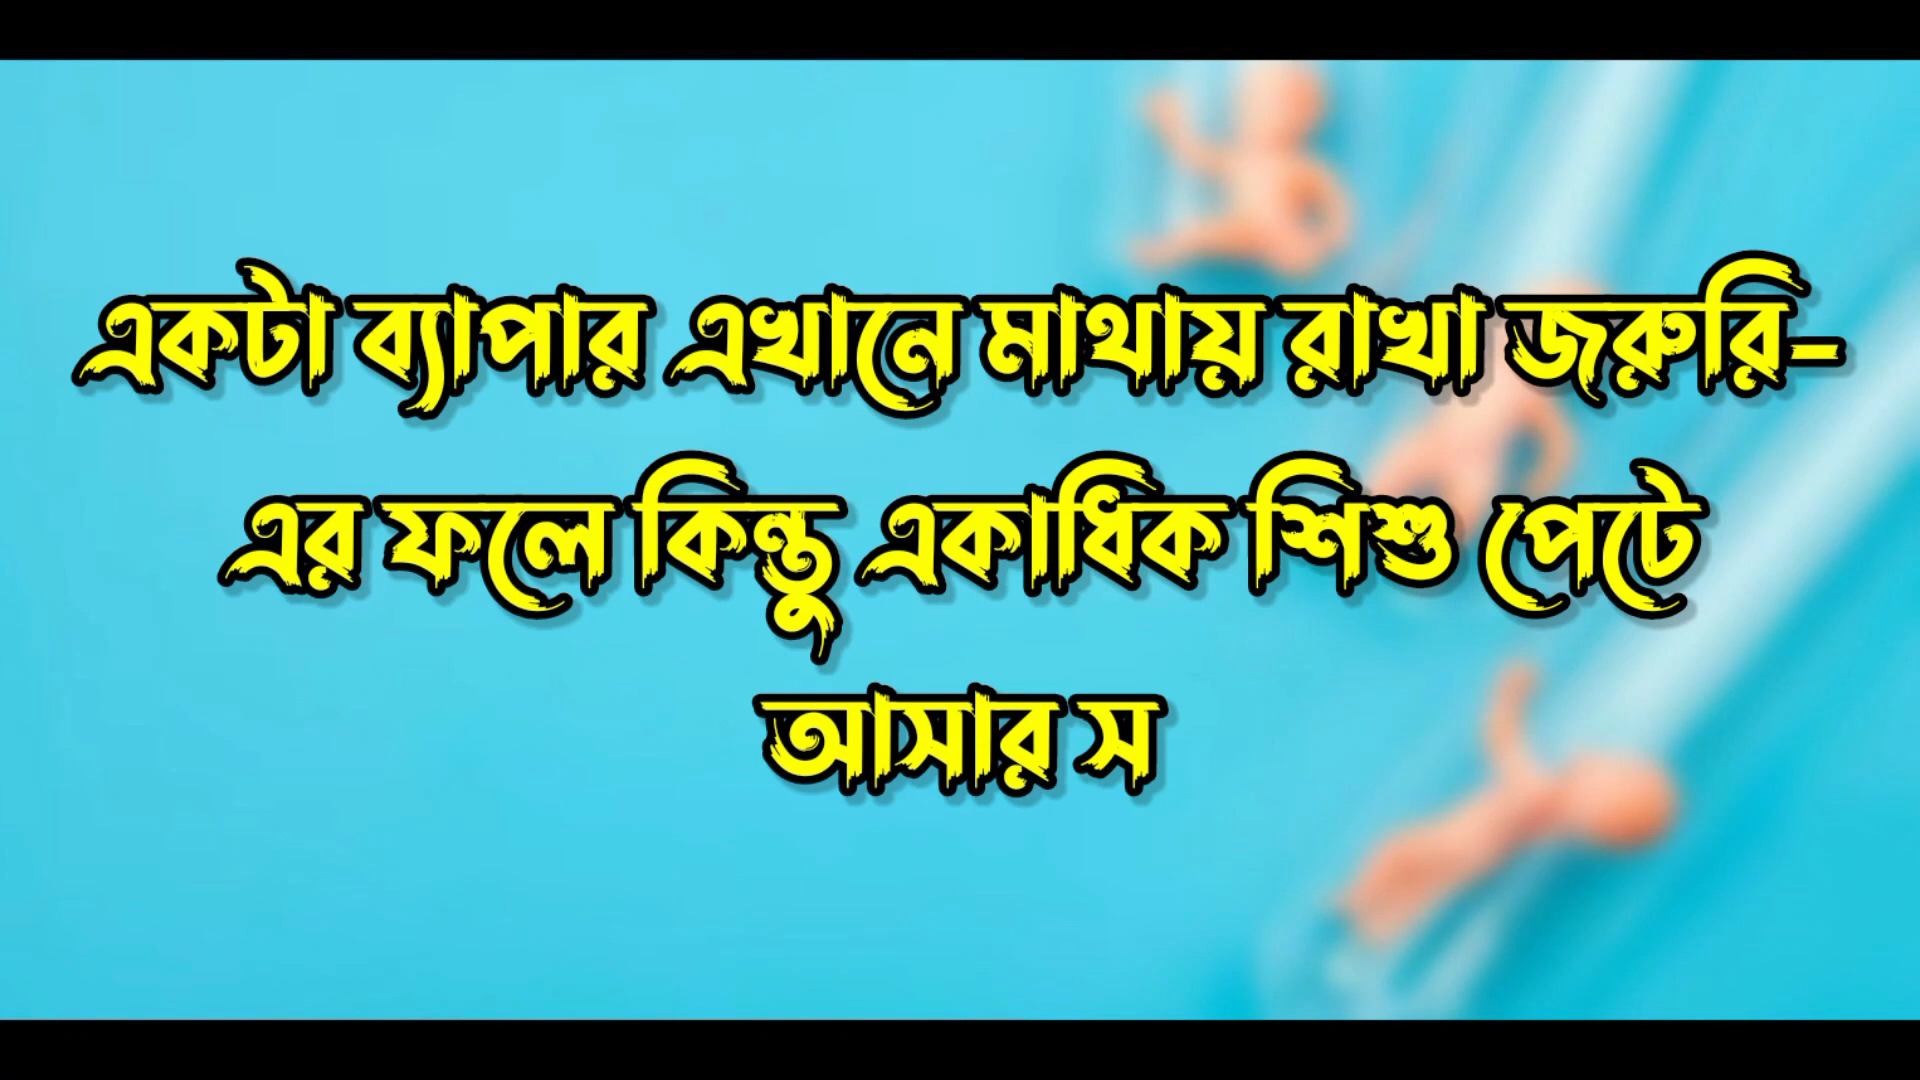 একটা ব্যাপার এখানে মাথায় রাখা জরুরি-
এর ফলে কিন্তু একাধিক শিশু পেটে
আসার স